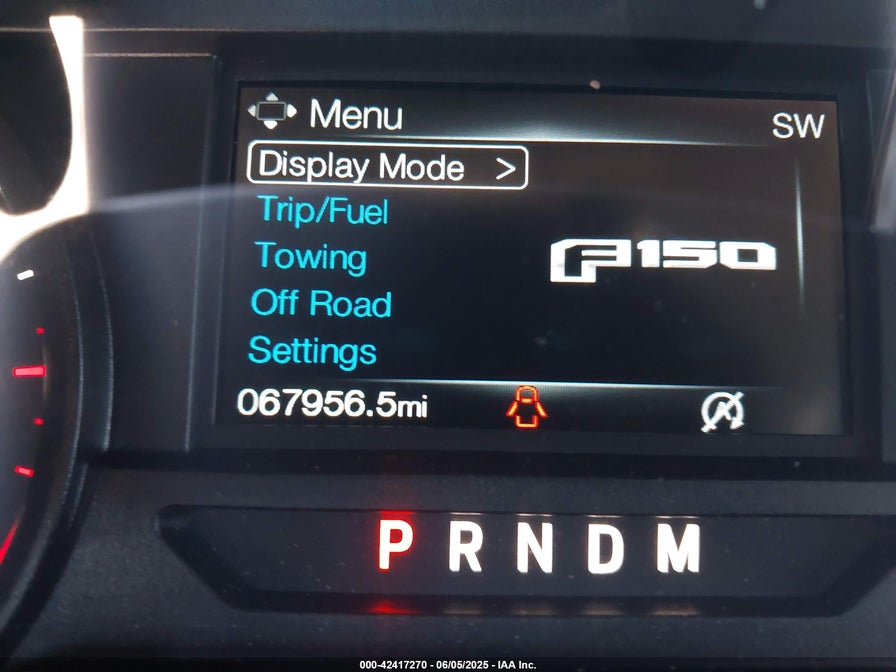 Menu
SW
Display Mode >
Trip/Fuel
Towing
F150
Off Road
Settings
067956.5mi
A
P R N D M
000-42417270 - 06/05/2025 - IAA Inc.